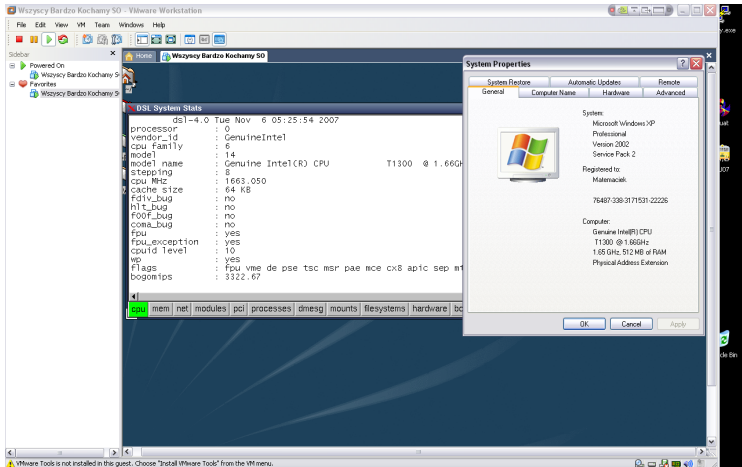 Wszyscy Bardzo Kochamy SO - VMware Workstation
File Edit View VM Team Windows Help
Sidebar
Powered On
Wszyscy Bardzo Kochamy S
Favorites
Wszyscy Bardzo Kochamy S
Home Wszyscy Bardzo Kochamy SO
DSL System Stats
dsl-4.0 Tue Nov 6 05:25:54 2007
processor : 0
vendor_id : GenuineIntel
cpu family : 6
model : 14
model name : Genuine Intel(R) CPU T1300 @ 1.66GH
stepping : 8
cpu MHz : 1663.050
cache size : 64 KB
fdiv_bug : no
hlt_bug : no
f00f_bug : no
coma_bug : no
fpu : yes
fpu_exception : yes
cpuid level : 10
wp : yes
flags : fpu vme de pse tsc msr pae mce cx8 apic sep mt
bogomips : 3322.67
cpu mem net modules pci processes dmesg mounts filesystems hardware bo
System Properties
System Restore Automatic Updates Remote
General Computer Name Hardware Advanced
System:
Microsoft Windows XP
Professional
Version 2002
Service Pack 2
Registered to:
Matemaciek
76487-338-3171531-22226
Computer:
Genuine Intel(R) CPU
T1300 @ 1.66GHz
1.65 GHz, 512 MB of RAM
Physical Address Extension
OK Cancel Apply
y.exe
uat
J07
cle Bin
VMware Tools is not installed in this guest. Choose "Install VMware Tools" from the VM menu.